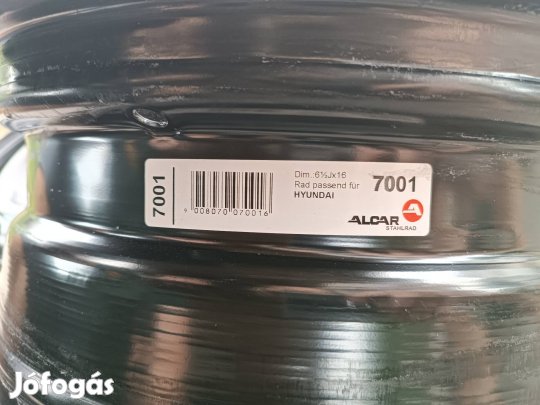 7001
9 008070 070016
Dim.:6½Jx16
Rad passend für
HYUNDAI
7001
ALCAR
STAHLRAD
Jófogás